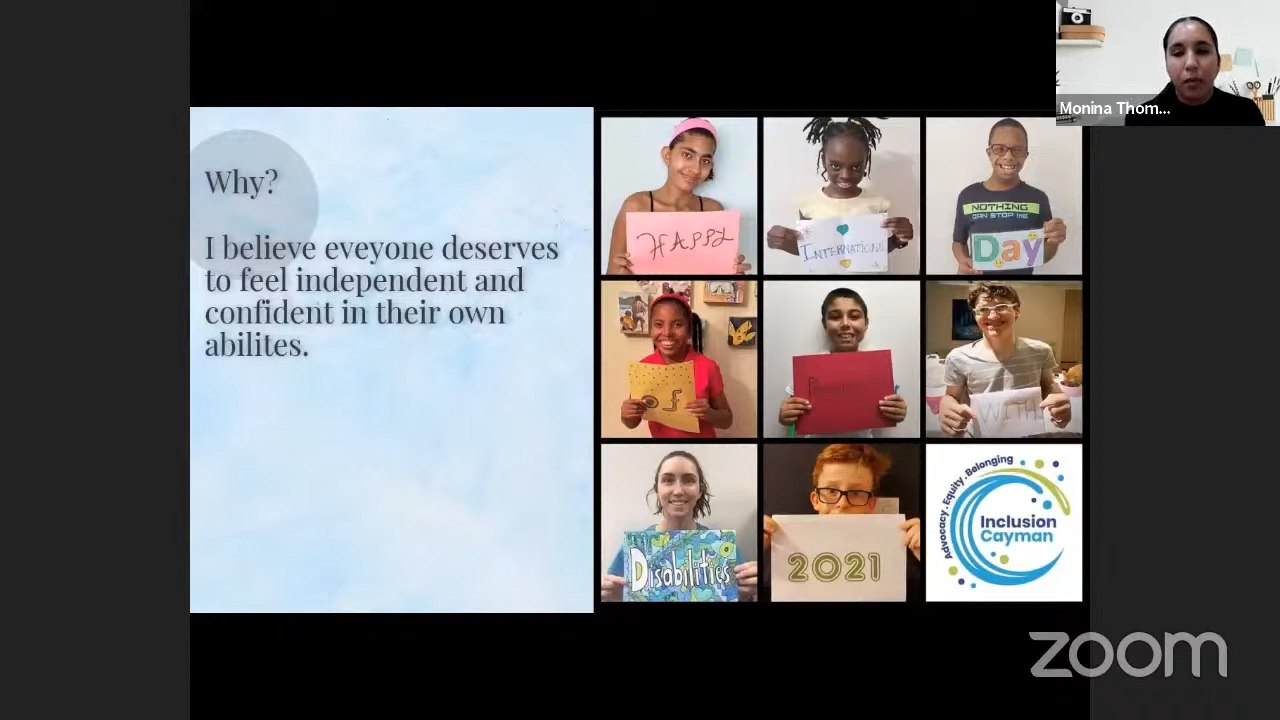 Monina Thom...
Why?
I believe eveyone deserves
to feel independent and
confident in their own
abilites.
HAPPY
INTERNATIONAL
NOTHING
CAN STOP ME
Day
OF
WITH
Disabilities
2021
Advocacy. Equity. Belonging
Inclusion
Cayman
zoom